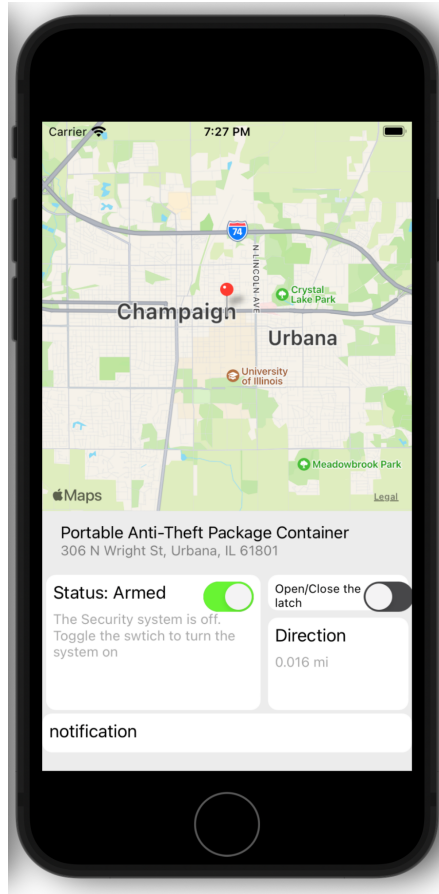 Carrier
7:27 PM
74
N LINCOLN AVE
Crystal
Lake Park
Champaign
Urbana
University
of Illinois
Meadowbrook Park
Maps
Legal
Portable Anti-Theft Package Container
306 N Wright St, Urbana, IL 61801
Status: Armed
The Security system is off.
Toggle the swtich to turn the
system on
Open/Close the
latch
Direction
0.016 mi
notification